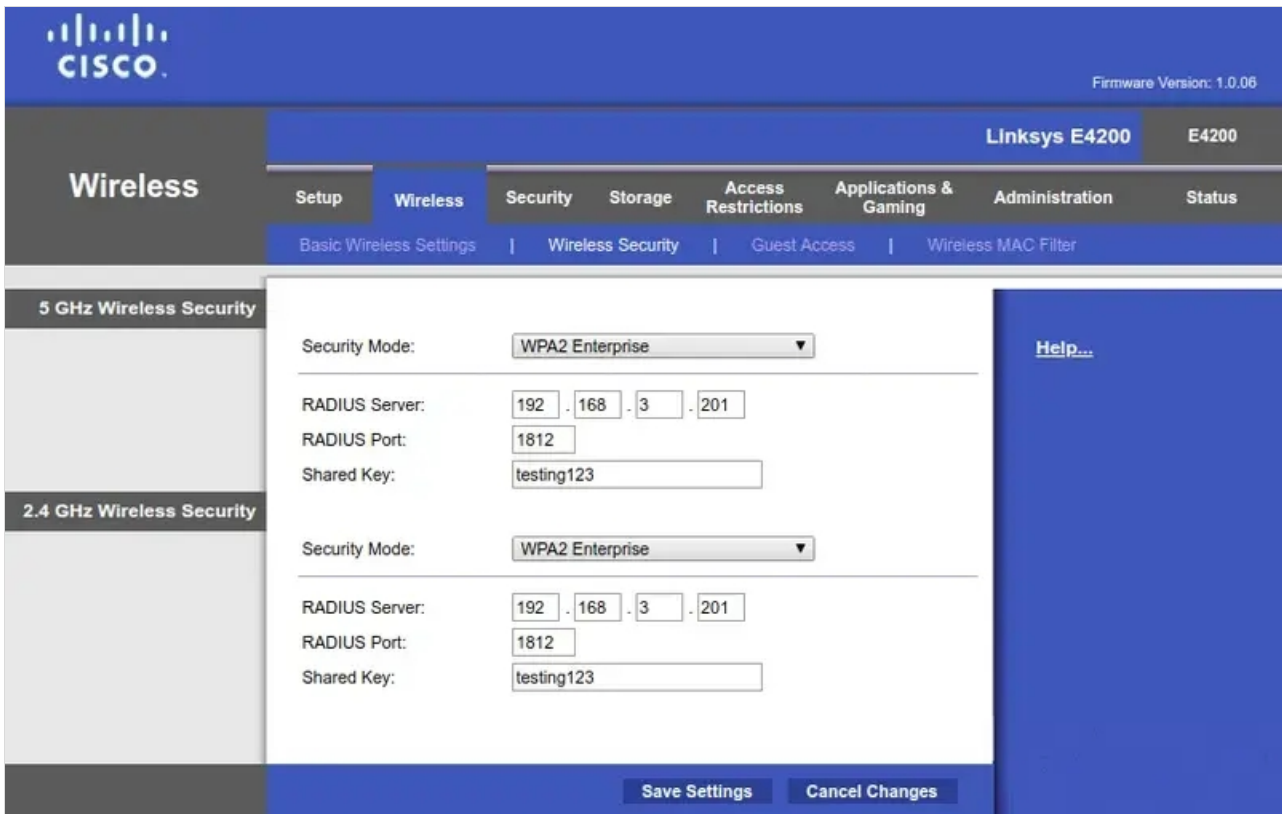 CISCO.
Firmware Version: 1.0.06
Linksys E4200 E4200
Wireless
Setup Wireless Security Storage Access Restrictions Applications & Gaming Administration Status
Basic Wireless Settings | Wireless Security | Guest Access | Wireless MAC Filter
5 GHz Wireless Security
Security Mode: WPA2 Enterprise
Help...
RADIUS Server: 192 . 168 . 3 . 201
RADIUS Port: 1812
Shared Key: testing123
2.4 GHz Wireless Security
Security Mode: WPA2 Enterprise
RADIUS Server: 192 . 168 . 3 . 201
RADIUS Port: 1812
Shared Key: testing123
Save Settings Cancel Changes